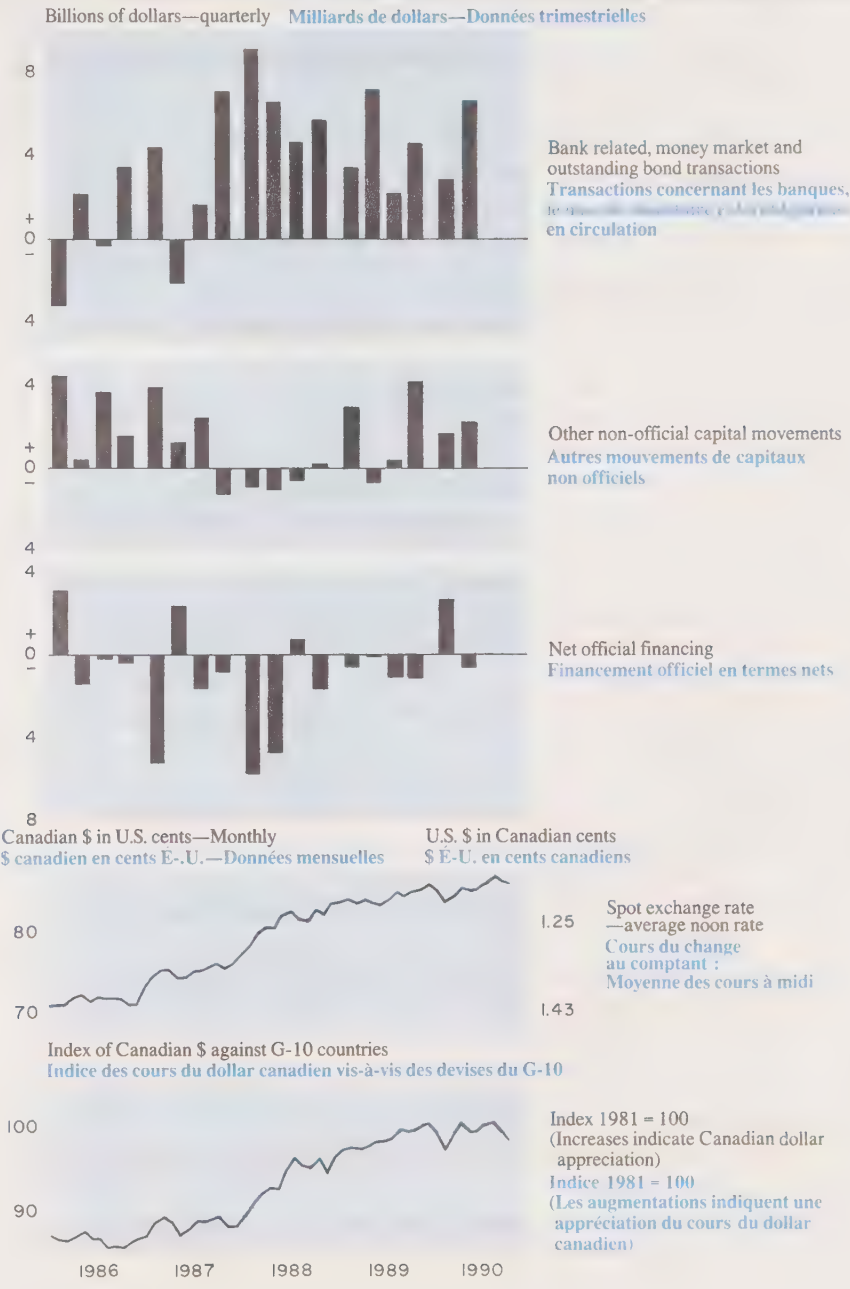 Billions of dollars—quarterly Milliards de dollars—Données trimestrielles
8
4
+
0
–
4
Bank related, money market and
outstanding bond transactions
Transactions concernant les banques,
en circulation
4
+
0
–
4
Other non-official capital movements
Autres mouvements de capitaux
non officiels
4
+
0
–
4
8
Net official financing
Financement officiel en termes nets
Canadian $ in U.S. cents—Monthly
$ canadien en cents É-.U.—Données mensuelles
U.S. $ in Canadian cents
$ É-U. en cents canadiens
80
70
1.25
1.43
Spot exchange rate
—average noon rate
Cours du change
au comptant :
Moyenne des cours à midi
Index of Canadian $ against G-10 countries
Indice des cours du dollar canadien vis-à-vis des devises du G-10
100
90
Index 1981 = 100
(Increases indicate Canadian dollar
appreciation)
Indice 1981 = 100
(Les augmentations indiquent une
appréciation du cours du dollar
canadien)
1986 1987 1988 1989 1990